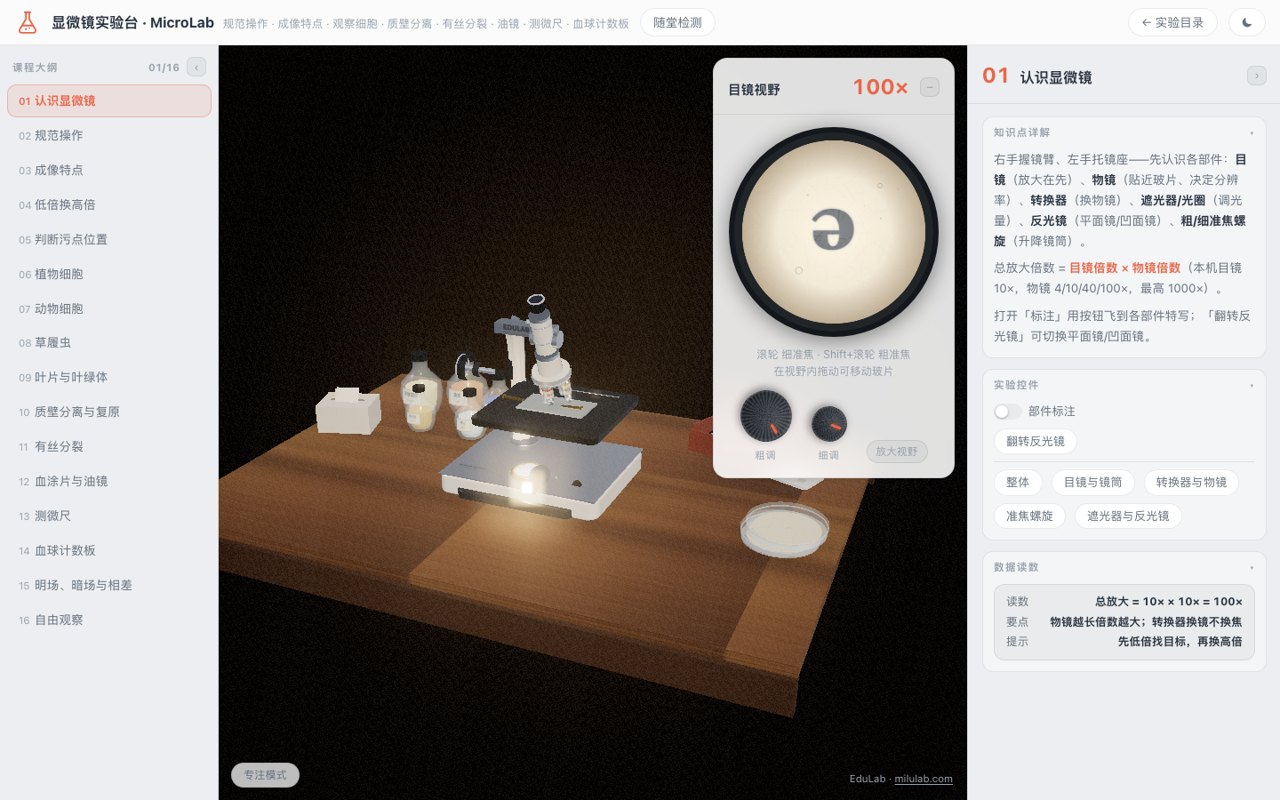 显微镜实验台 · MicroLab 规范操作 · 成像特点 · 观察细胞 · 质壁分离 · 有丝分裂 · 油镜 · 测微尺 · 血球计数板 随堂检测 ← 实验目录
课程大纲 01/16
01 认识显微镜
02 规范操作
03 成像特点
04 低倍换高倍
05 判断污点位置
06 植物细胞
07 动物细胞
08 草履虫
09 叶片与叶绿体
10 质壁分离与复原
11 有丝分裂
12 血涂片与油镜
13 测微尺
14 血球计数板
15 明场、暗场与相差
16 自由观察
EDULAB
专注模式
EduLab · milulab.com
目镜视野 100×
ə
滚轮 细准焦 · Shift+滚轮 粗准焦
在视野内拖动可移动玻片
粗调 细调 放大视野
01 认识显微镜
知识点详解
右手握镜臂、左手托镜座——先认识各部件：目
镜（放大在先）、物镜（贴近玻片、决定分辨
率）、转换器（换物镜）、遮光器/光圈（调光
量）、反光镜（平面镜/凹面镜）、粗/细准焦螺
旋（升降镜筒）。
总放大倍数 = 目镜倍数 × 物镜倍数（本机目镜
10×，物镜 4/10/40/100×，最高 1000×）。
打开「标注」用按钮飞到各部件特写；「翻转反
光镜」可切换平面镜/凹面镜。
实验控件
部件标注
翻转反光镜
整体 目镜与镜筒 转换器与物镜
准焦螺旋 遮光器与反光镜
数据读数
读数 总放大 = 10× × 10× = 100×
要点 物镜越长倍数越大；转换器换镜不换焦
提示 先低倍找目标，再换高倍